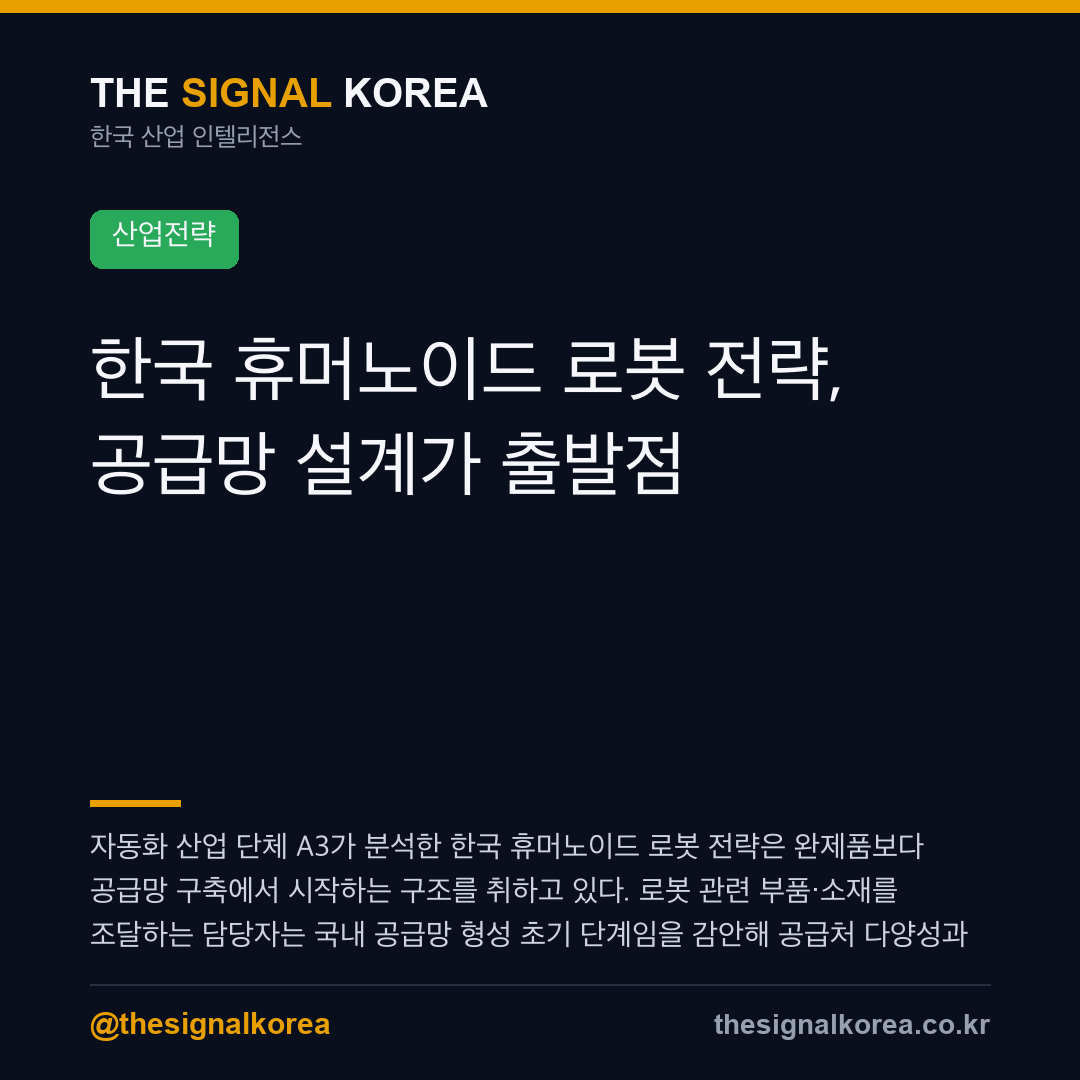 THE SIGNAL KOREA
한국 산업 인텔리전스
산업전략
한국 휴머노이드 로봇 전략,
공급망 설계가 출발점
자동화 산업 단체 A3가 분석한 한국 휴머노이드 로봇 전략은 완제품보다
공급망 구축에서 시작하는 구조를 취하고 있다. 로봇 관련 부품·소재를
조달하는 담당자는 국내 공급망 형성 초기 단계임을 감안해 공급처 다양성과
@thesignalkorea
thesignalkorea.co.kr